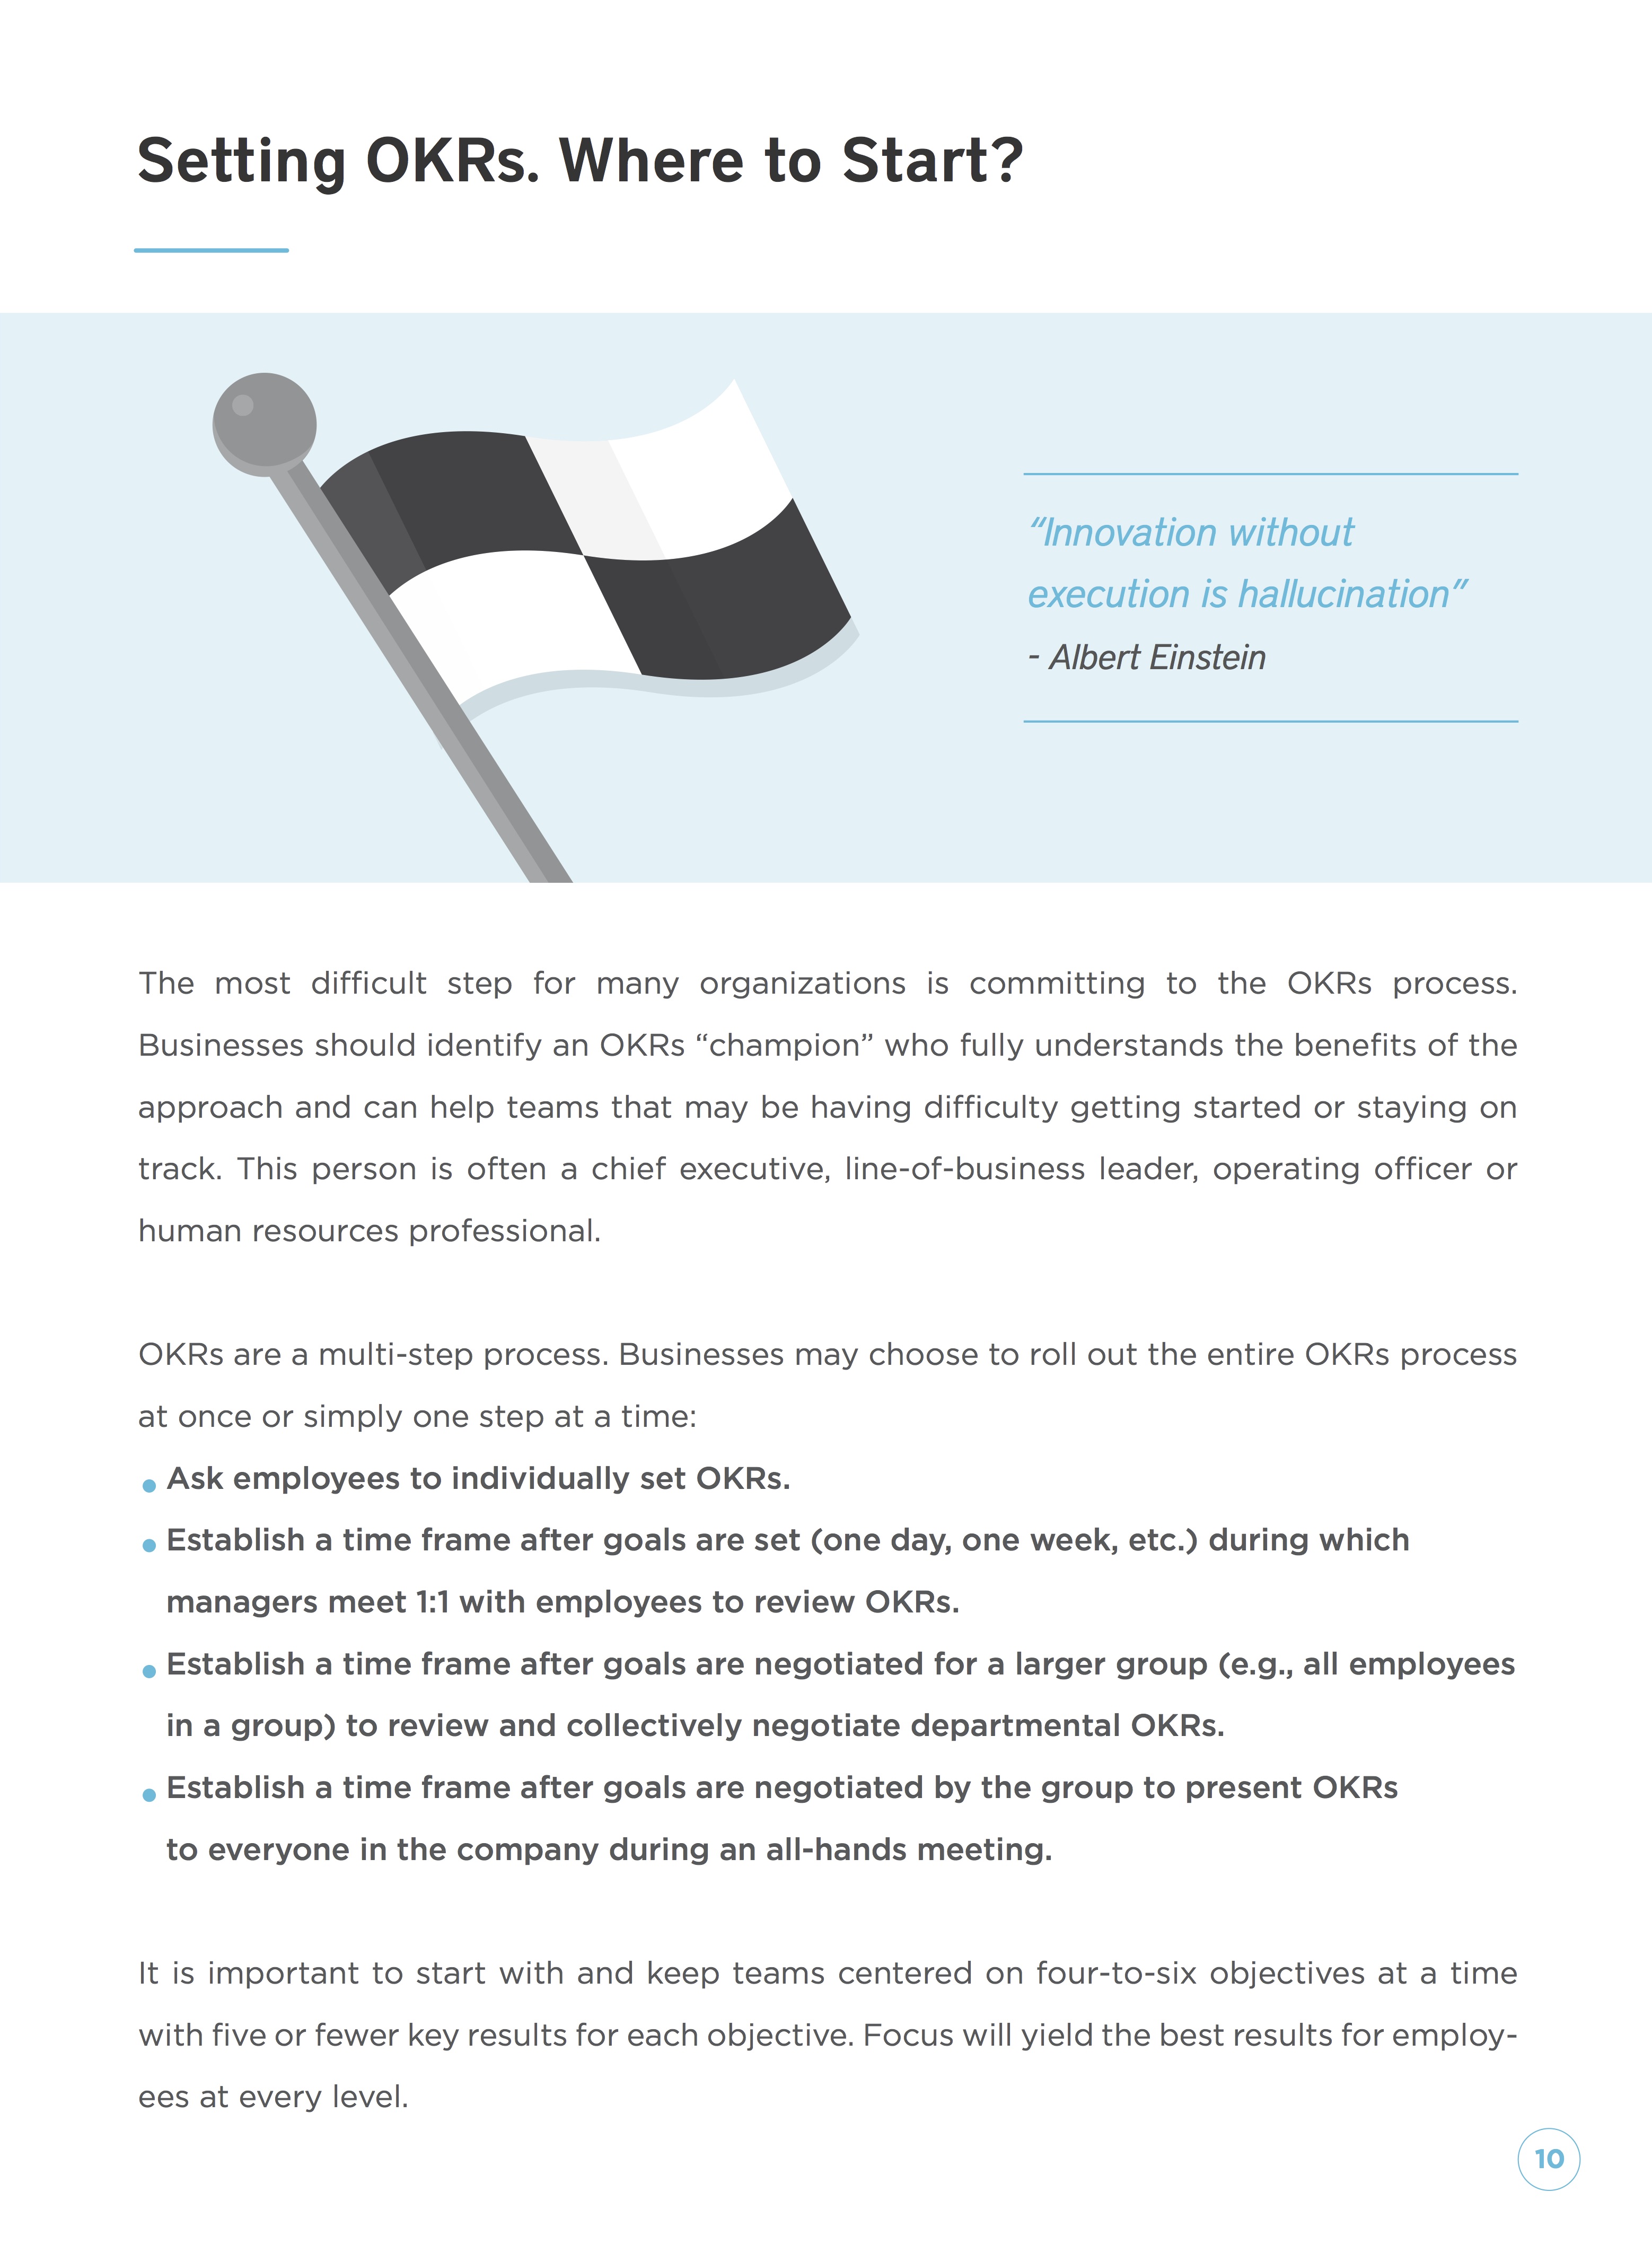 Setting OKRs. Where to Start?
“Innovation without
execution is hallucination”
- Albert Einstein
The most difficult step for many organizations is committing to the OKRs process.
Businesses should identify an OKRs “champion” who fully understands the benefits of the
approach and can help teams that may be having difficulty getting started or staying on
track. This person is often a chief executive, line-of-business leader, operating officer or
human resources professional.
OKRs are a multi-step process. Businesses may choose to roll out the entire OKRs process
at once or simply one step at a time:
• Ask employees to individually set OKRs.
• Establish a time frame after goals are set (one day, one week, etc.) during which
managers meet 1:1 with employees to review OKRs.
• Establish a time frame after goals are negotiated for a larger group (e.g., all employees
in a group) to review and collectively negotiate departmental OKRs.
• Establish a time frame after goals are negotiated by the group to present OKRs
to everyone in the company during an all-hands meeting.
It is important to start with and keep teams centered on four-to-six objectives at a time
with five or fewer key results for each objective. Focus will yield the best results for employ-
ees at every level.
10